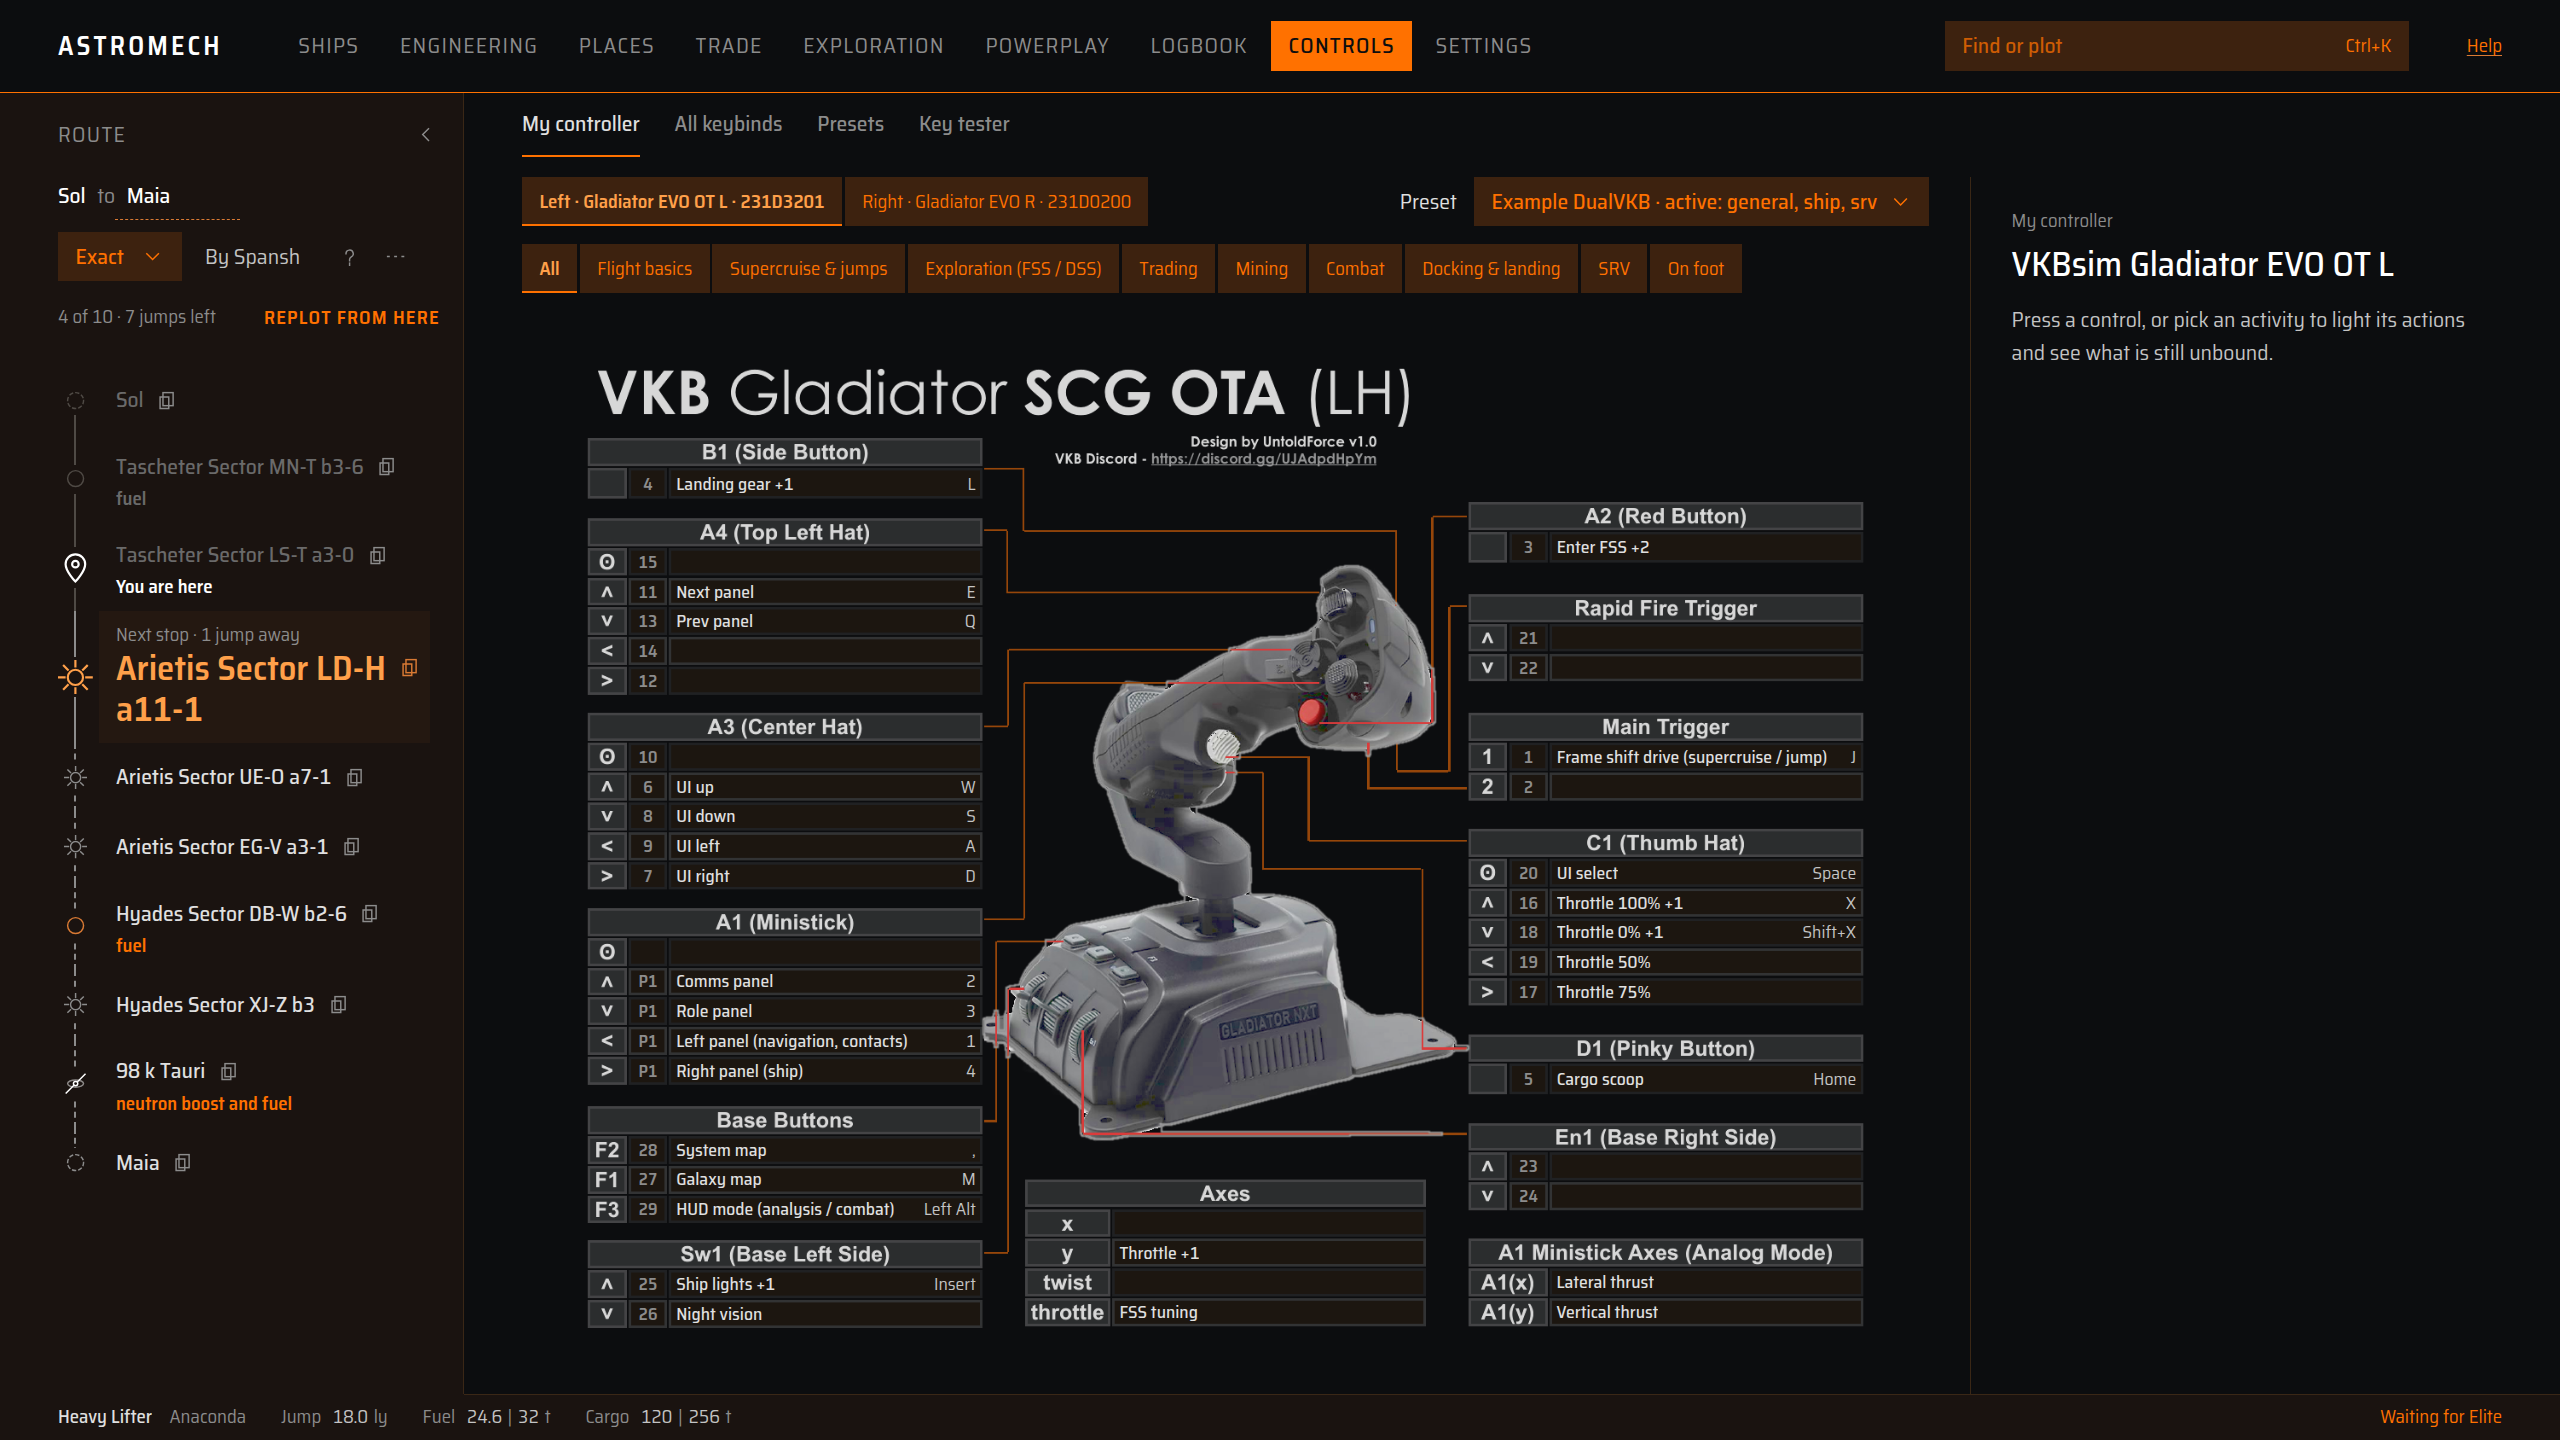 ASTROMECH
SHIPS
ENGINEERING
PLACES
TRADE
EXPLORATION
POWERPLAY
LOGBOOK
CONTROLS
SETTINGS
Find or plot
Ctrl+K
Help
ROUTE
Sol to Maia
Exact
By Spansh
?
4 of 10 · 7 jumps left
REPLOT FROM HERE
Sol
Tascheter Sector MN-T b3-6
fuel
Tascheter Sector LS-T a3-0
You are here
Next stop · 1 jump away
Arietis Sector LD-H
a11-1
Arietis Sector UE-O a7-1
Arietis Sector EG-V a3-1
Hyades Sector DB-W b2-6
fuel
Hyades Sector XJ-Z b3
98 k Tauri
neutron boost and fuel
Maia
My controller
All keybinds
Presets
Key tester
Left · Gladiator EVO OT L · 231D3201
Right · Gladiator EVO R · 231D0200
Preset
Example DualVKB · active: general, ship, srv
All
Flight basics
Supercruise & jumps
Exploration (FSS / DSS)
Trading
Mining
Combat
Docking & landing
SRV
On foot
VKB Gladiator SCG OTA (LH)
Design by UntoldForce v1.0
VKB Discord - https://discord.gg/UJAdpdHpYm
B1 (Side Button)
4 Landing gear +1 L
A4 (Top Left Hat)
ʘ 15
^ 11 Next panel E
v 13 Prev panel Q
< 14
> 12
A3 (Center Hat)
ʘ 10
^ 6 UI up W
v 8 UI down S
< 9 UI left A
> 7 UI right D
A1 (Ministick)
ʘ
^ P1 Comms panel 2
v P1 Role panel 3
< P1 Left panel (navigation, contacts) 1
> P1 Right panel (ship) 4
Base Buttons
F2 28 System map ,
F1 27 Galaxy map M
F3 29 HUD mode (analysis / combat) Left Alt
Sw1 (Base Left Side)
^ 25 Ship lights +1 Insert
v 26 Night vision
GLADIATOR NXT
Axes
x
y Throttle +1
twist
throttle FSS tuning
A2 (Red Button)
3 Enter FSS +2
Rapid Fire Trigger
^ 21
v 22
Main Trigger
1 1 Frame shift drive (supercruise / jump) J
2 2
C1 (Thumb Hat)
ʘ 20 UI select Space
^ 16 Throttle 100% +1 X
v 18 Throttle 0% +1 Shift+X
< 19 Throttle 50%
> 17 Throttle 75%
D1 (Pinky Button)
5 Cargo scoop Home
En1 (Base Right Side)
^ 23
v 24
A1 Ministick Axes (Analog Mode)
A1(x) Lateral thrust
A1(y) Vertical thrust
My controller
VKBsim Gladiator EVO OT L
Press a control, or pick an activity to light its actions
and see what is still unbound.
Heavy Lifter Anaconda Jump 18.0 ly Fuel 24.6 | 32 t Cargo 120 | 256 t
Waiting for Elite